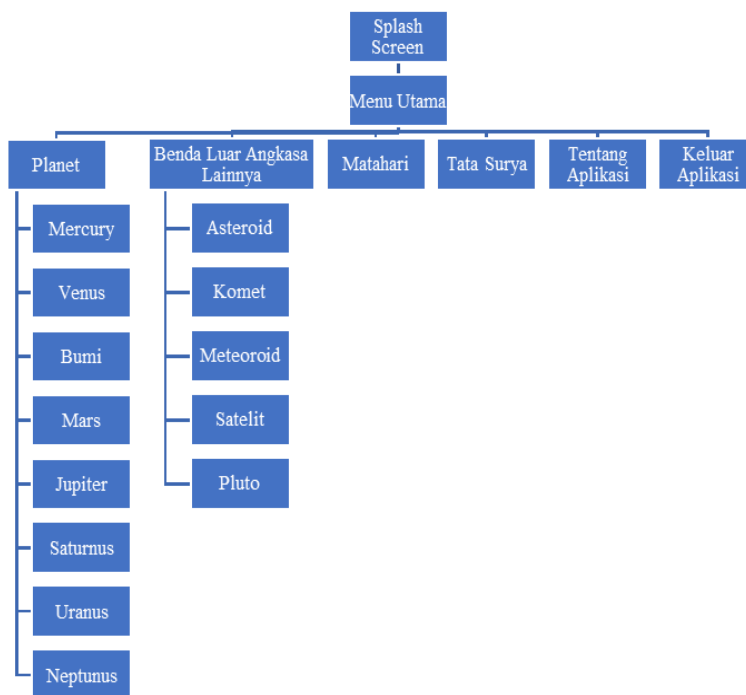 Splash
Screen
Menu Utama
Planet
Benda Luar Angkasa
Lainnya
Matahari
Tata Surya
Tentang
Aplikasi
Keluar
Aplikasi
Mercury
Venus
Bumi
Mars
Jupiter
Saturnus
Uranus
Neptunus
Asteroid
Komet
Meteoroid
Satelit
Pluto